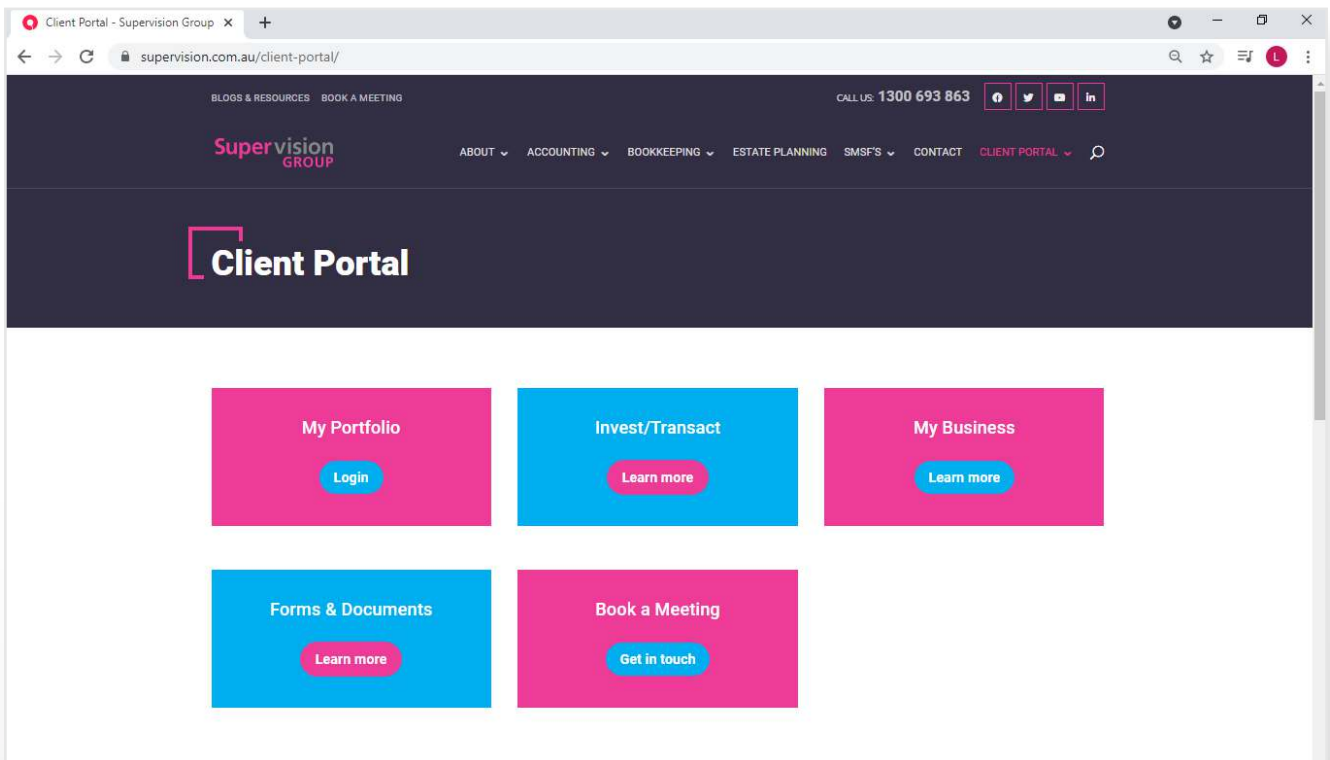 Client Portal - Supervision Group
supervision.com.au/client-portal/
L
BLOGS & RESOURCES BOOK A MEETING CALL US: 1300 693 863
Supervision
GROUP
ABOUT ACCOUNTING BOOKKEEPING ESTATE PLANNING SMSF'S CONTACT CLIENT PORTAL
Client Portal
My Portfolio Invest/Transact My Business
Login Learn more Learn more
Forms & Documents Book a Meeting
Learn more Get in touch